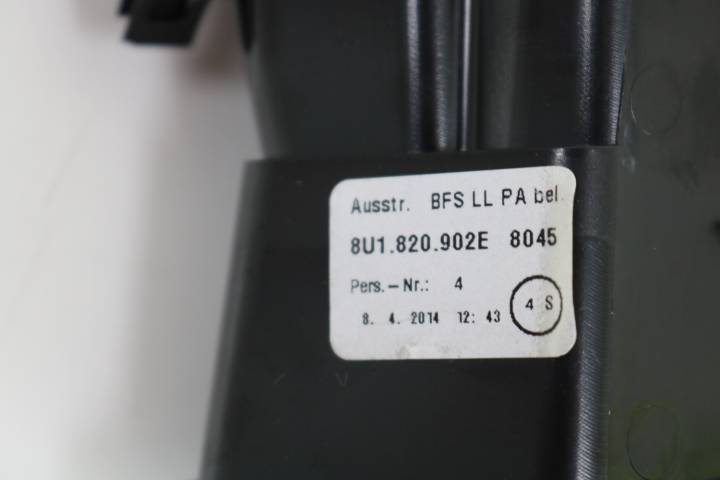 Ausstr. BFS LL PA bel.
8U1.820.902E 8045
Pers.-Nr.: 4
8. 4. 2014 12: 43
4 S